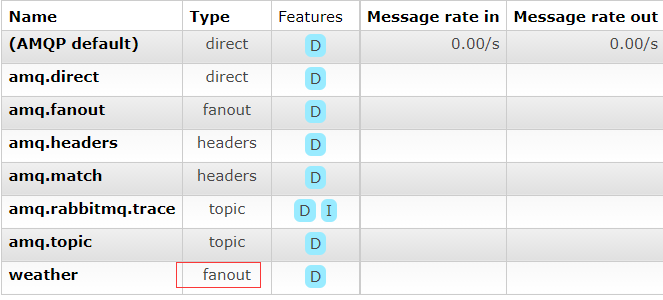 Name Type Features Message rate in Message rate out
(AMQP default) direct D 0.00/s 0.00/s
amq.direct direct D
amq.fanout fanout D
amq.headers headers D
amq.match headers D
amq.rabbitmq.trace topic D I
amq.topic topic D
weather fanout D